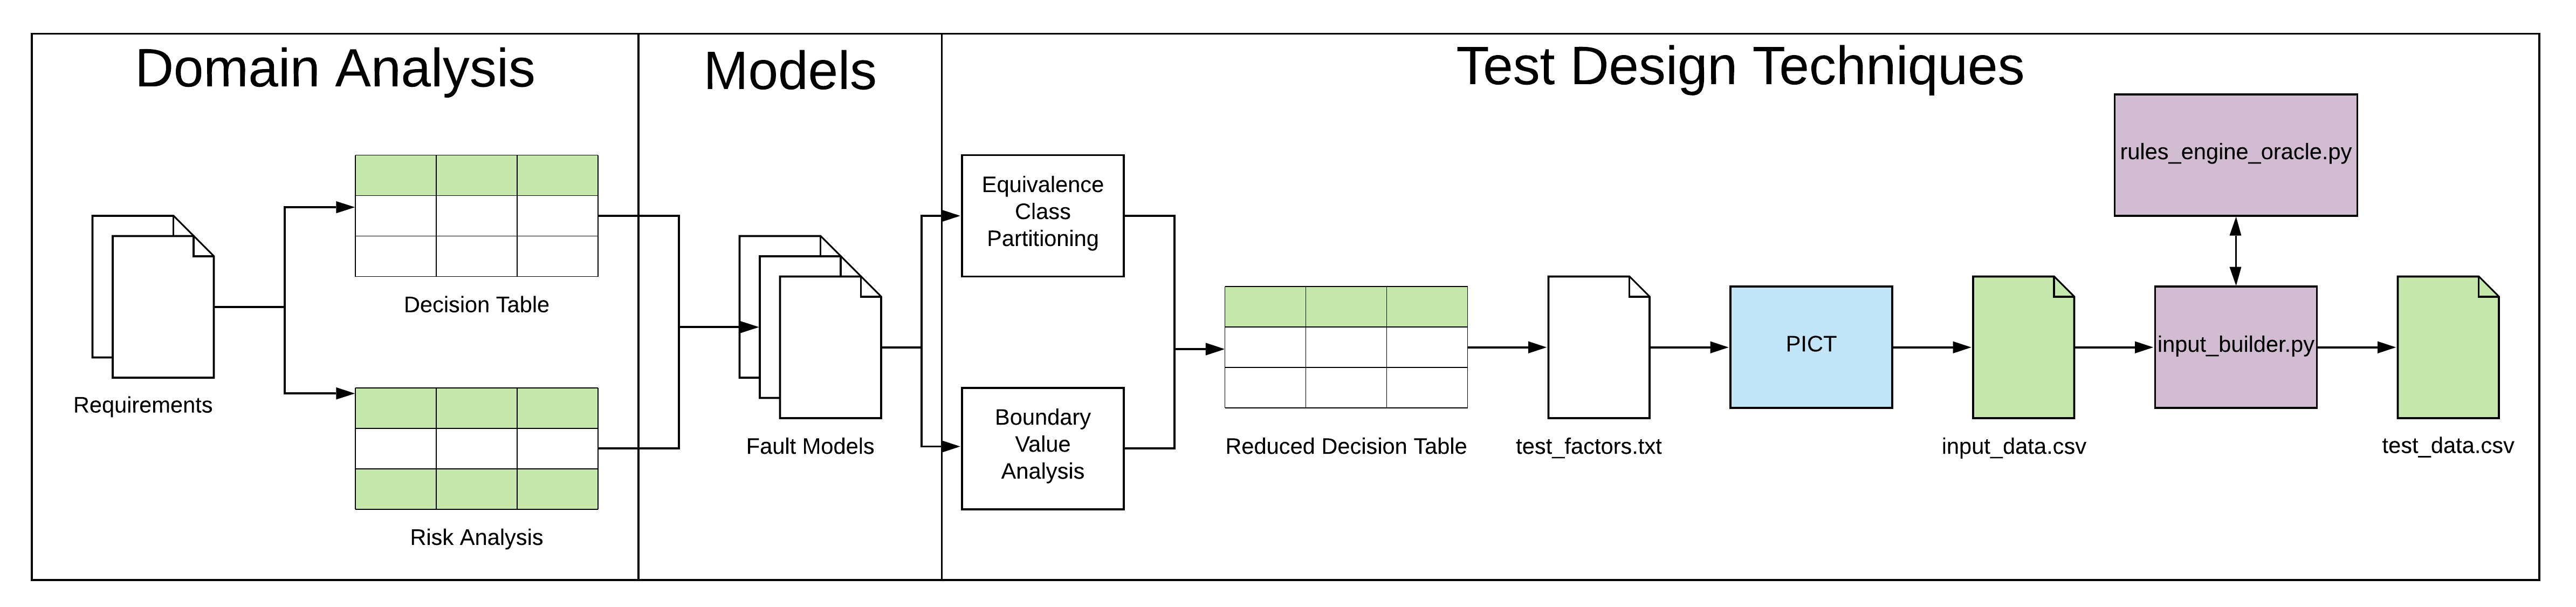 Domain Analysis
Models
Test Design Techniques
Requirements
Decision Table
Risk Analysis
Fault Models
Equivalence
Class
Partitioning
Boundary
Value
Analysis
Reduced Decision Table
test_factors.txt
PICT
input_data.csv
rules_engine_oracle.py
input_builder.py
test_data.csv